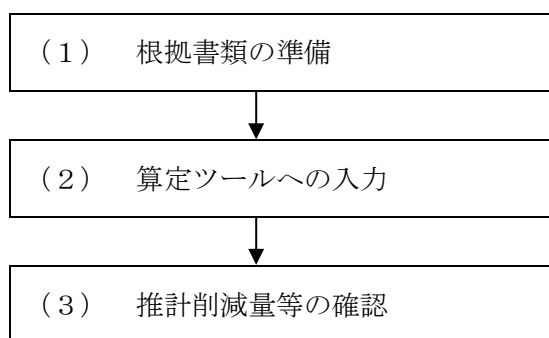 (1) 根拠書類の準備
(2) 算定ツールへの入力
(3) 推計削減量等の確認